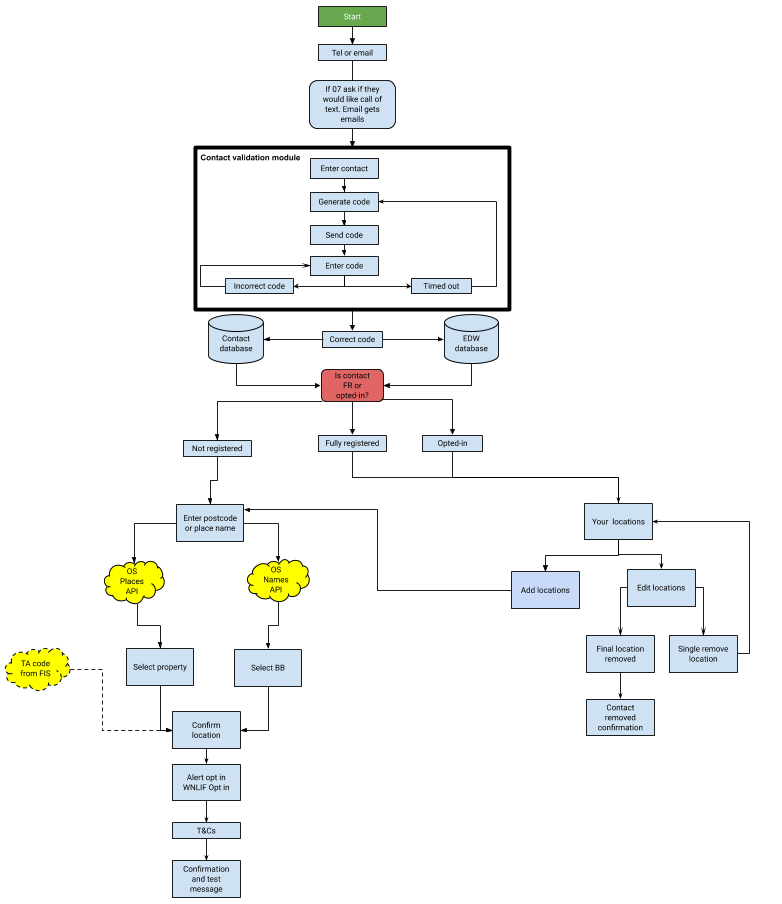 Start
Tel or email
If 07 ask if they
would like call of
text. Email gets
emails
Contact validation module
Enter contact
Generate code
Send code
Enter code
Incorrect code
Timed out
Contact
database
Correct code
EDW
database
Is contact
FR or
opted-in?
Not registered
Fully registered
Opted-in
Enter postcode
or place name
Your locations
OS
Places
API
OS
Names
API
Add locations
Edit locations
TA code
from FIS
Select property
Select BB
Final location
removed
Single remove
location
Contact
removed
confirmation
Confirm
location
Alert opt in
WNLIF Opt in
T&Cs
Confirmation
and test
message